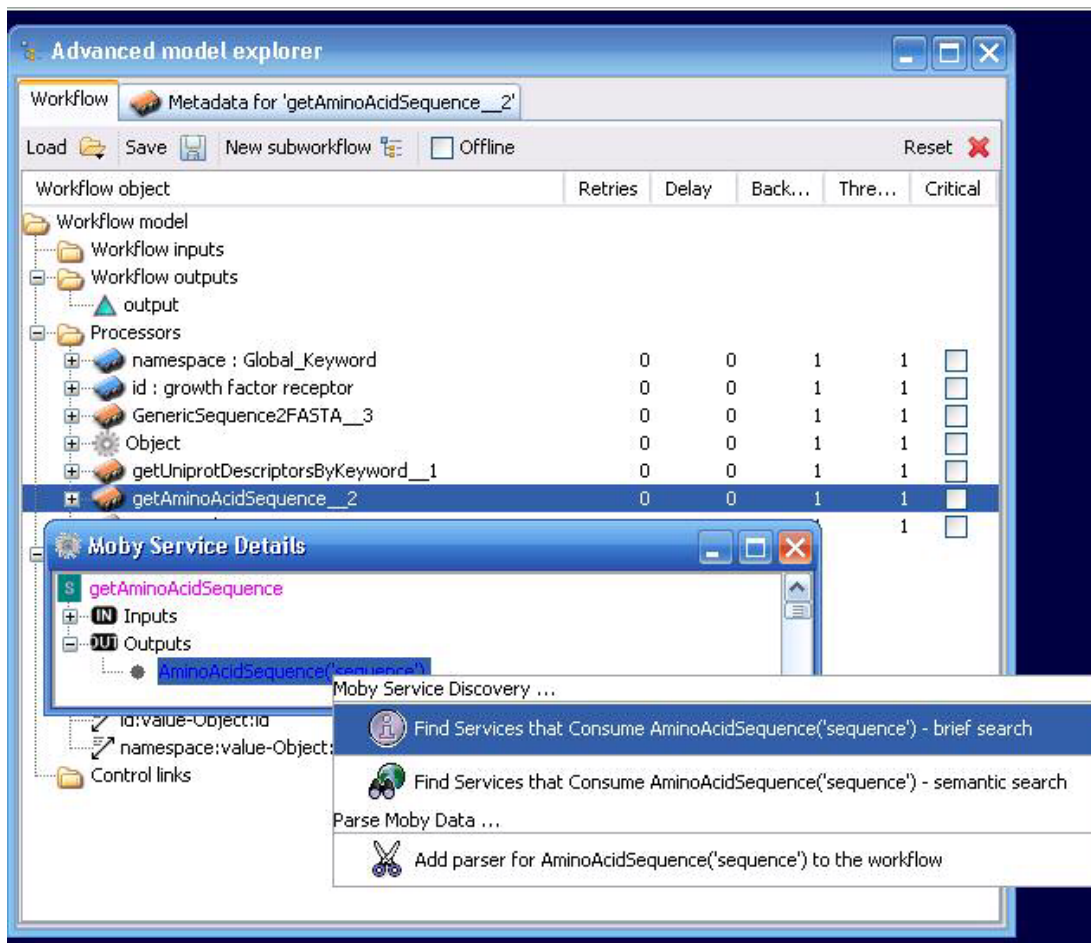 Advanced model explorer
Workflow Metadata for 'getAminoAcidSequence__2'
Load Save New subworkflow Offline Reset
Workflow object Retries Delay Back... Thre... Critical
Workflow model
Workflow inputs
Workflow outputs
output
Processors
namespace : Global_Keyword 0 0 1 1
id : growth factor receptor 0 0 1 1
GenericSequence2FASTA__3 0 0 1 1
Object 0 0 1 1
getUniprotDescriptorsByKeyword__1 0 0 1 1
getAminoAcidSequence__2 0 0 1 1
1
Moby Service Details
S getAminoAcidSequence
IN Inputs
OUT Outputs
AminoAcidSequence('sequence')
Moby Service Discovery ...
id:value-Object:id
Find Services that Consume AminoAcidSequence('sequence') - brief search
namespace:value-Object:
Control links
Find Services that Consume AminoAcidSequence('sequence') - semantic search
Parse Moby Data ...
Add parser for AminoAcidSequence('sequence') to the workflow